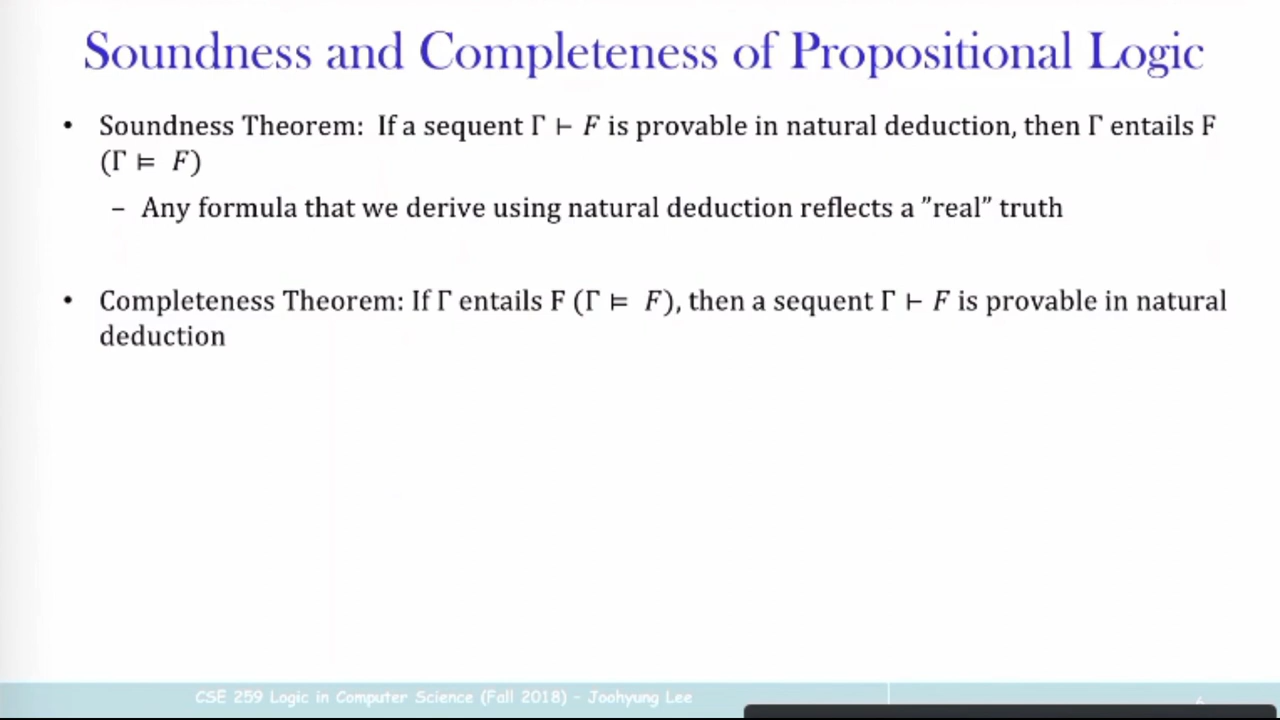 Soundness and Completeness of Propositional Logic
• Soundness Theorem: If a sequent Γ ⊢ F is provable in natural deduction, then Γ entails F
(Γ ⊨ F)
– Any formula that we derive using natural deduction reflects a ”real” truth
• Completeness Theorem: If Γ entails F (Γ ⊨ F), then a sequent Γ ⊢ F is provable in natural
deduction
CSE 259 Logic in Computer Science (Fall 2018) - Joohyung Lee